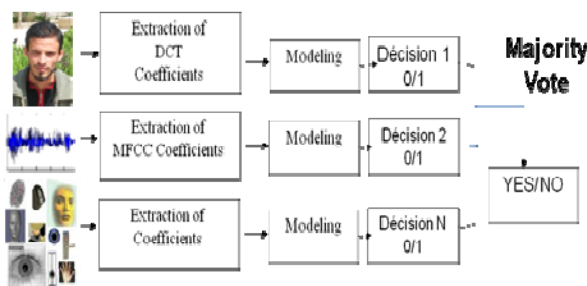 Extraction of
DCT
Coefficients
Modeling
Décision 1
0/1
Majority
Vote
Extraction of
MFCC Coefficients
Modeling
Décision 2
0/1
YES/NO
Extraction of
Coefficients
Modeling
Décision N
0/1